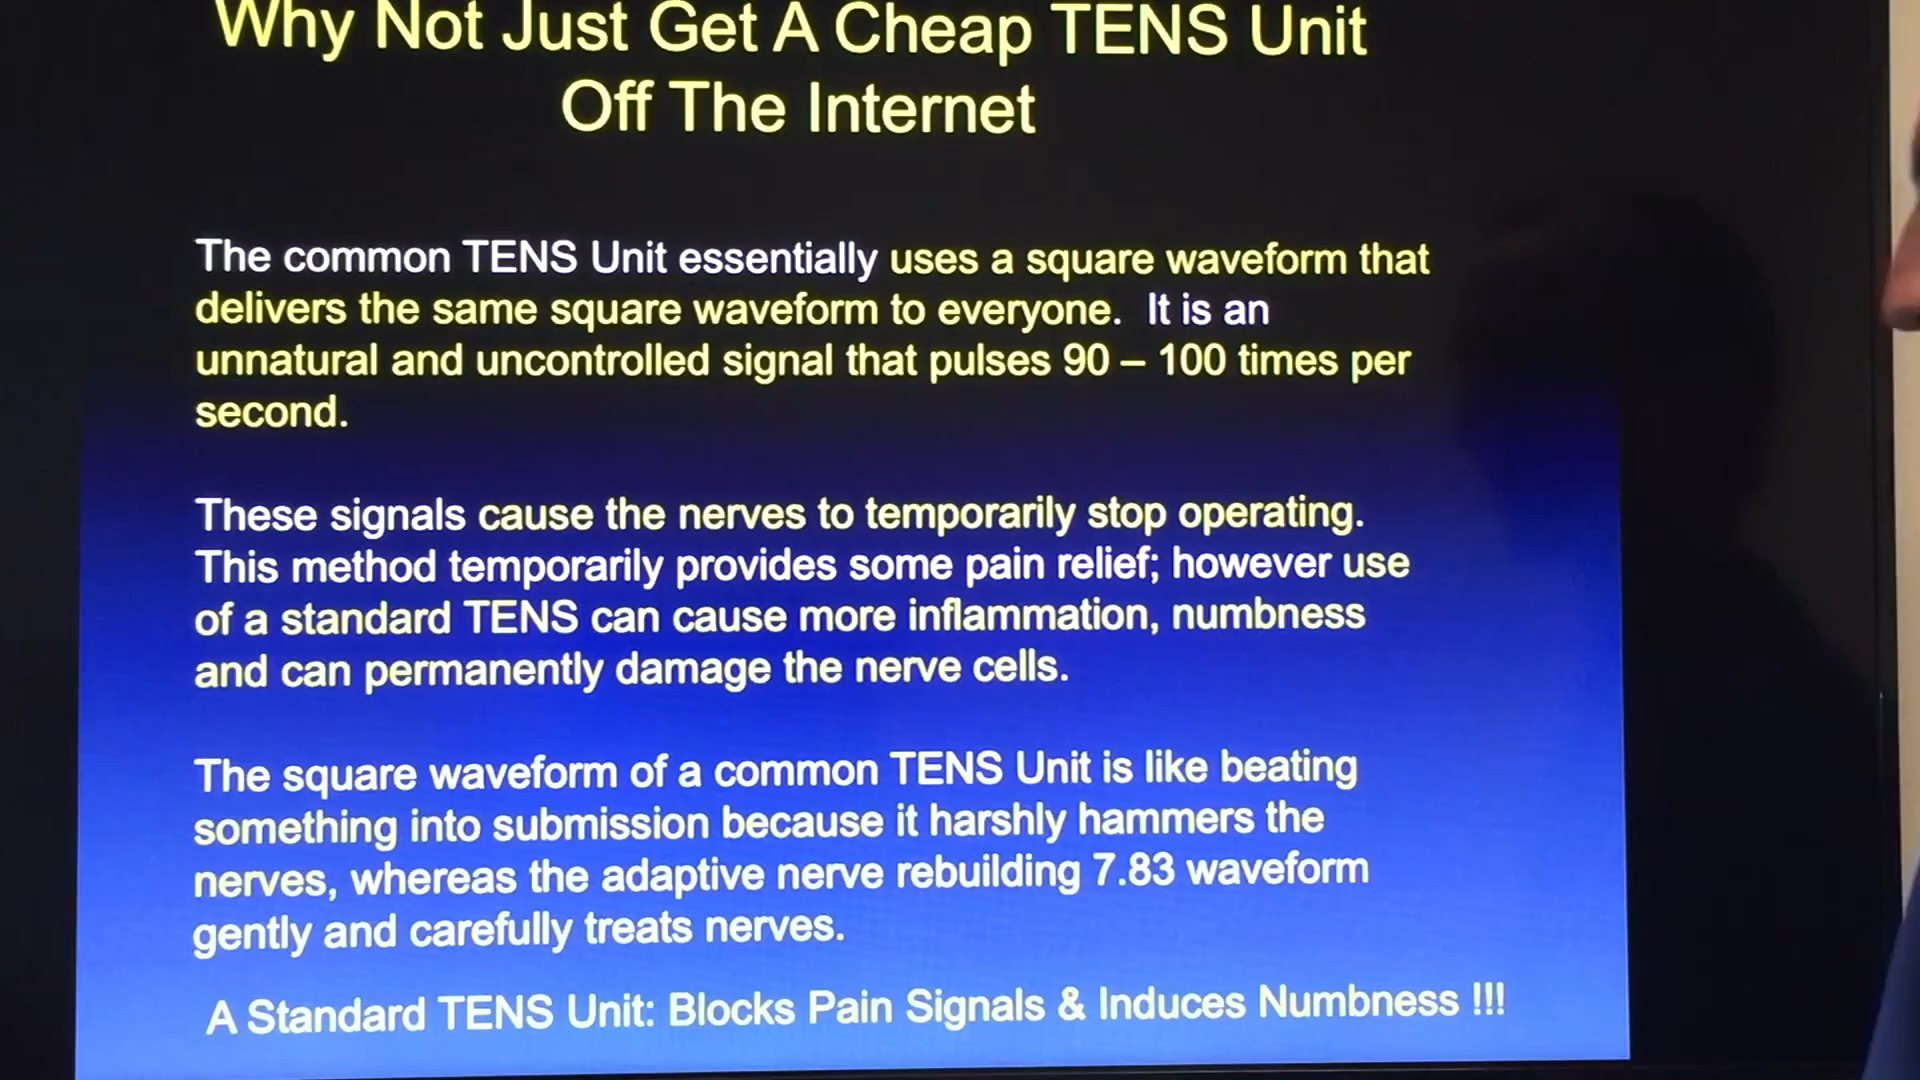 Why Not Just Get A Cheap TENS Unit
Off The Internet
The common TENS Unit essentially uses a square waveform that
delivers the same square waveform to everyone. It is an
unnatural and uncontrolled signal that pulses 90 – 100 times per
second.
These signals cause the nerves to temporarily stop operating.
This method temporarily provides some pain relief; however use
of a standard TENS can cause more inflammation, numbness
and can permanently damage the nerve cells.
The square waveform of a common TENS Unit is like beating
something into submission because it harshly hammers the
nerves, whereas the adaptive nerve rebuilding 7.83 waveform
gently and carefully treats nerves.
A Standard TENS Unit: Blocks Pain Signals & Induces Numbness !!!